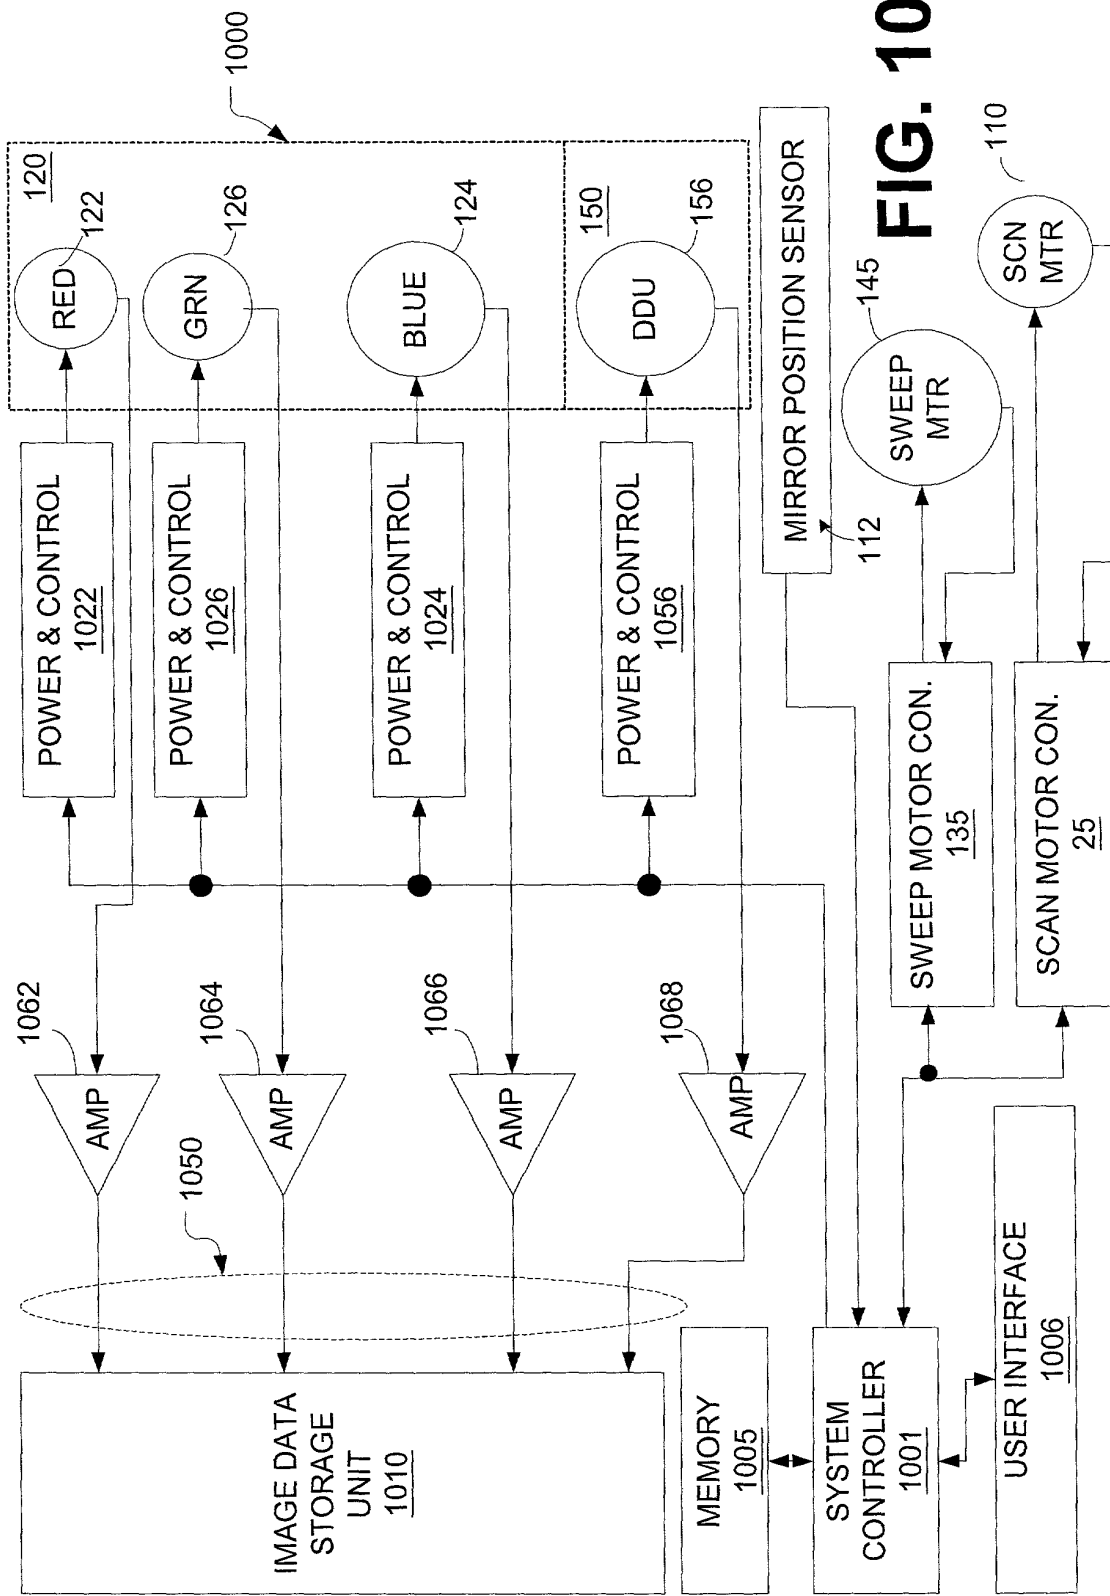 1000
120
RED
122
GRN
126
BLUE
124
150
DDU
156
POWER & CONTROL
1022
POWER & CONTROL
1026
POWER & CONTROL
1024
POWER & CONTROL
1056
MIRROR POSITION SENSOR
112
1062
AMP
1064
AMP
1066
AMP
1068
AMP
1050
IMAGE DATA
STORAGE
UNIT
1010
MEMORY
1005
SYSTEM
CONTROLLER
1001
USER INTERFACE
1006
SWEEP MOTOR CON.
135
SCAN MOTOR CON.
25
SWEEP
MTR
145
SCN
MTR
110
FIG. 10